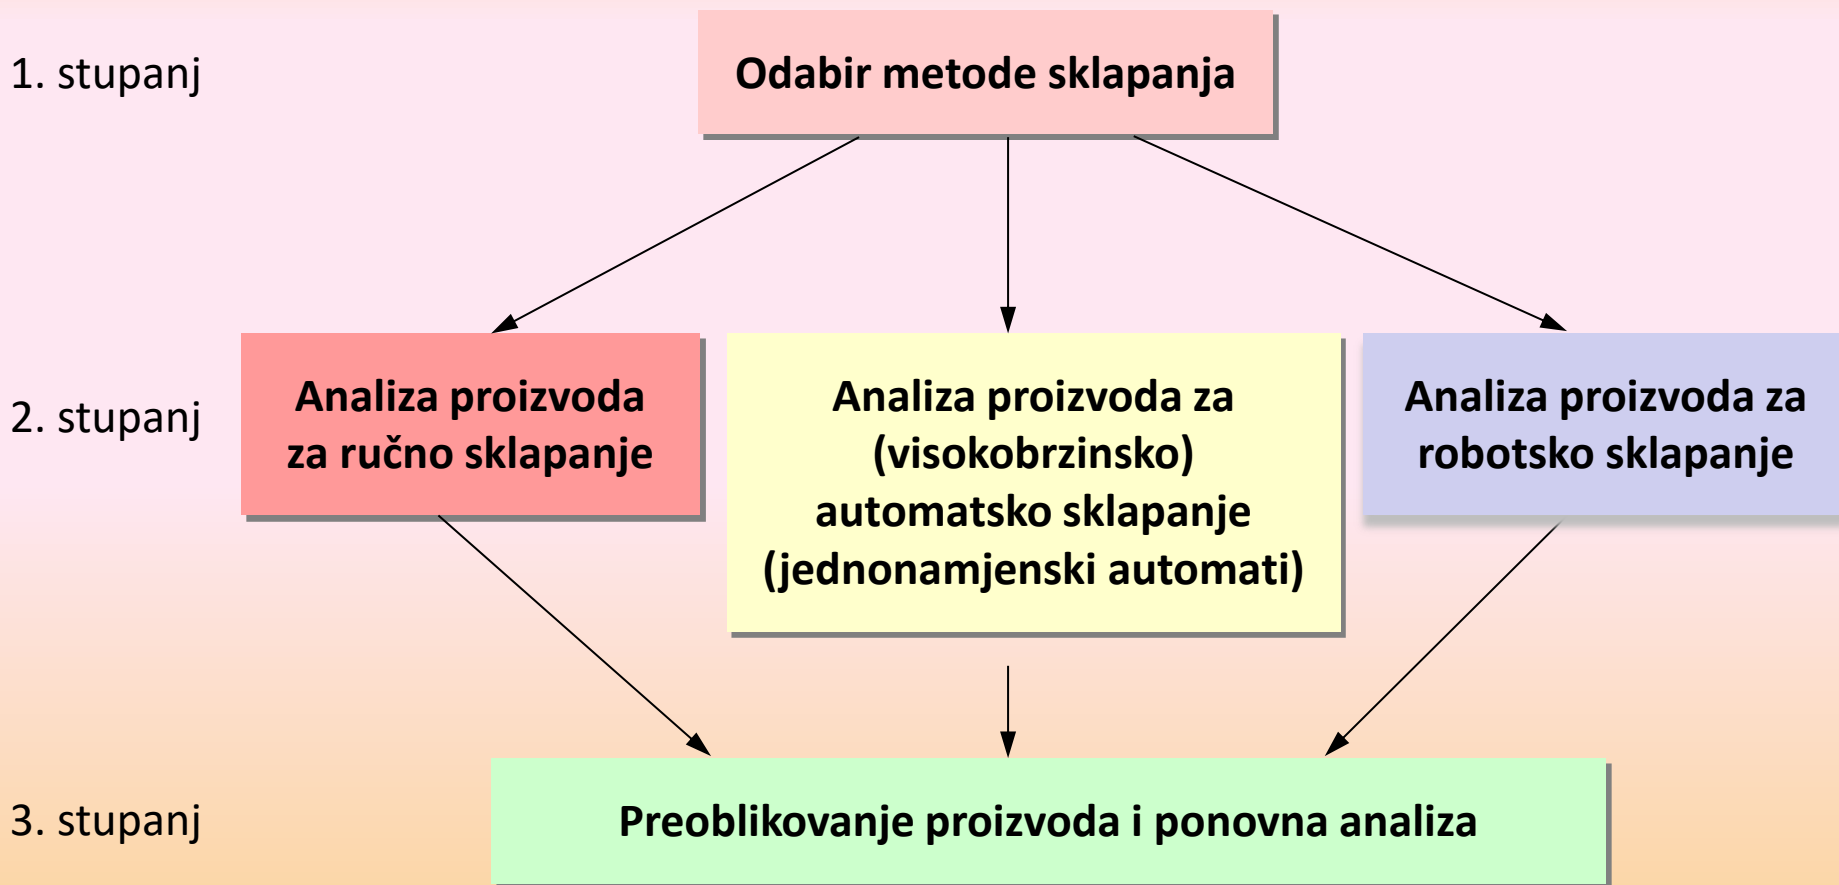 1. stupanj
Odabir metode sklapanja
2. stupanj
Analiza proizvoda
za ručno sklapanje
Analiza proizvoda za
(visokobrzinsko)
automatsko sklapanje
(jednonamjenski automati)
Analiza proizvoda za
robotsko sklapanje
3. stupanj
Preoblikovanje proizvoda i ponovna analiza